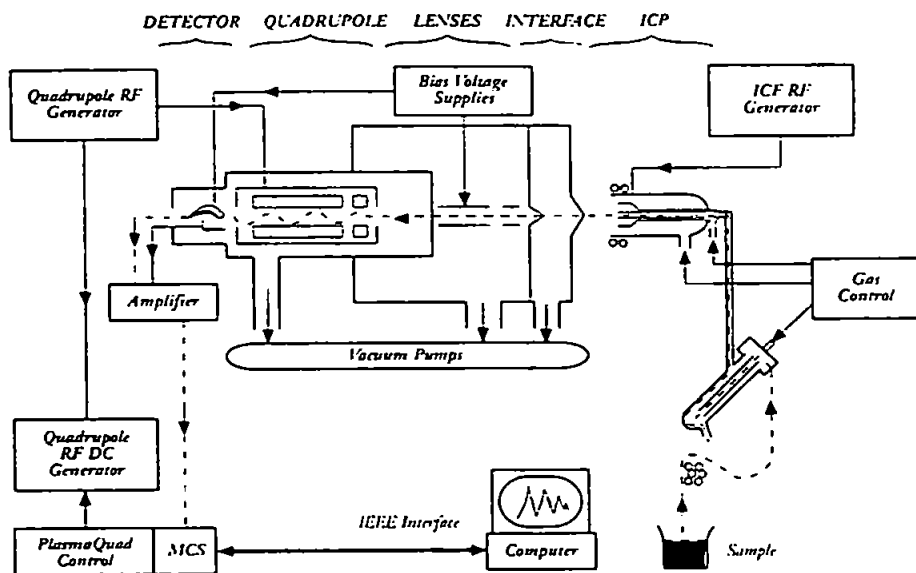 DETECTOR QUADRUPOLE LENSES INTERFACE ICP
Quadrupole RF
Generator
Bias Voltage
Supplies
ICF RF
Generator
Amplifier
Gas
Control
Vacuum Pumps
Quadrupole
RF DC
Generator
IEEE Interface
PlasmaQuad
Control
MCS
Computer
Sample